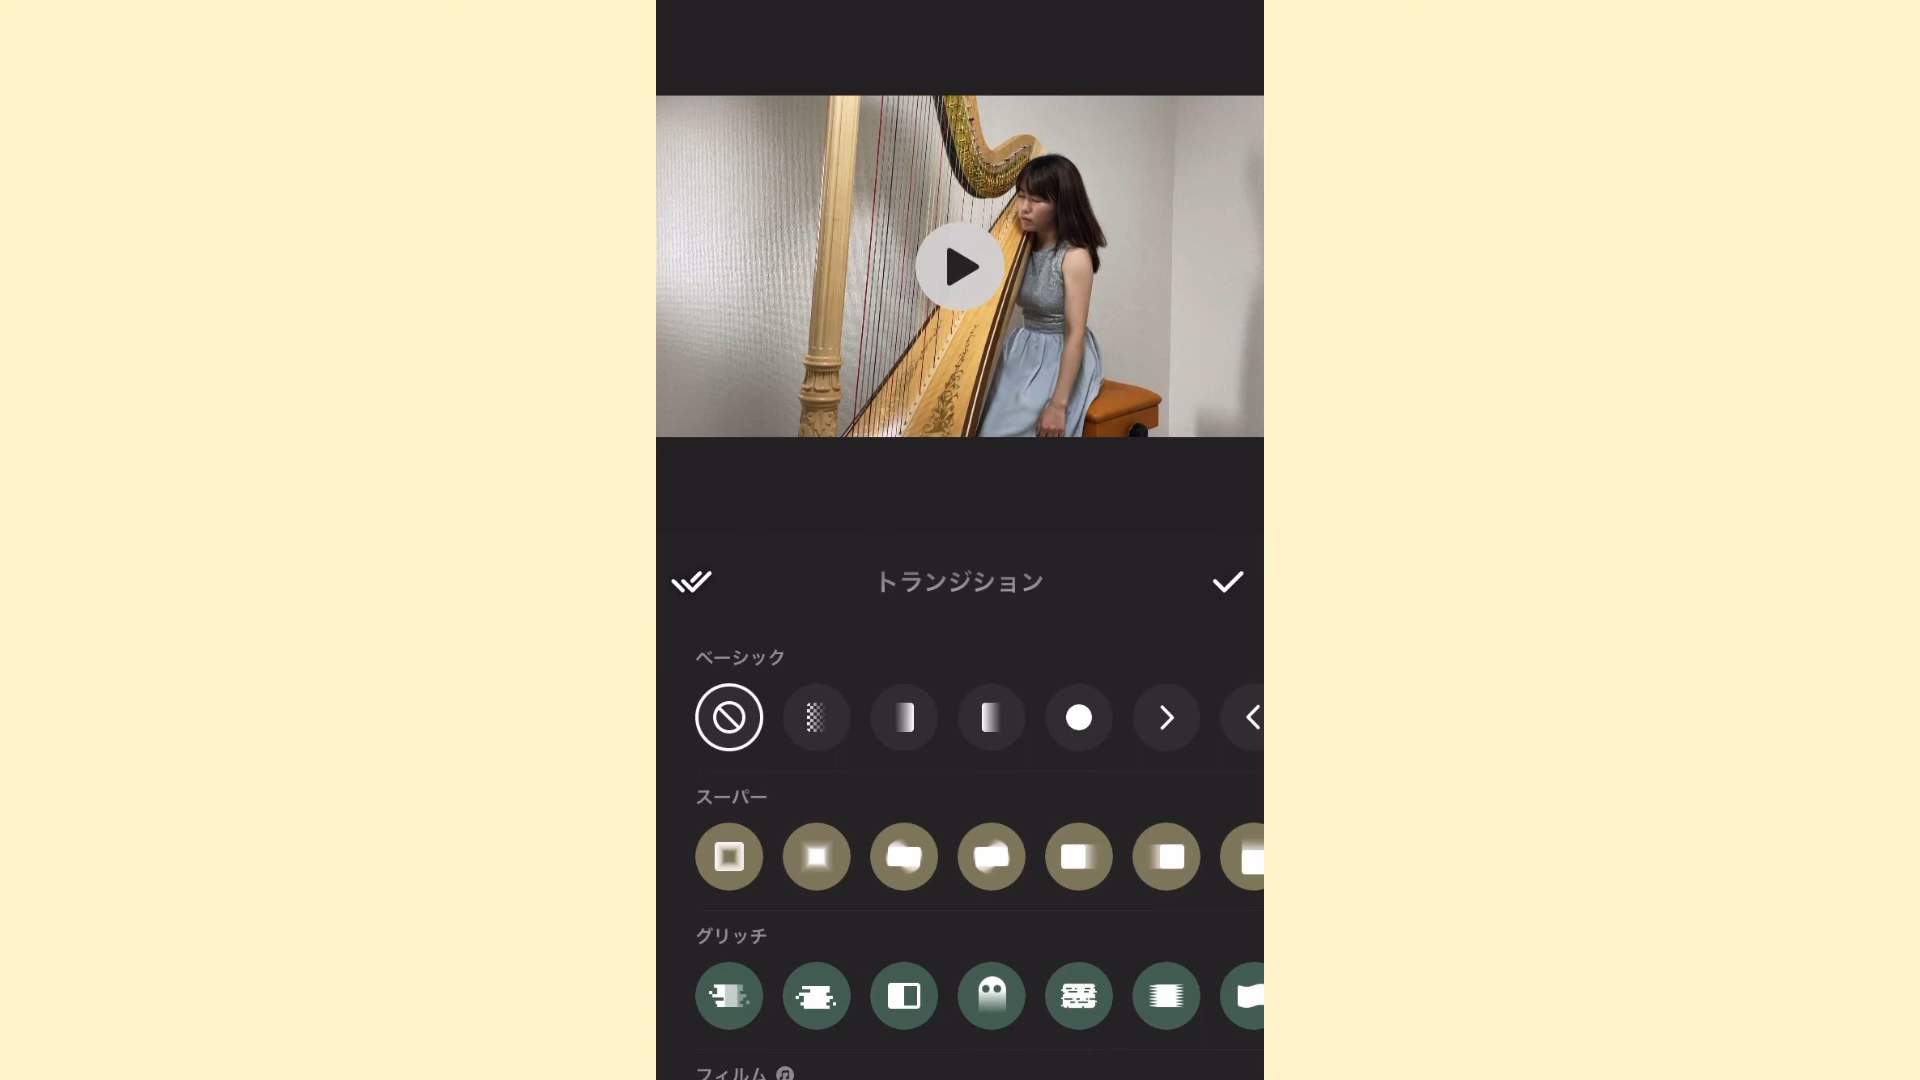 トランジション
ベーシック
スーパー
グリッチ
フィルム